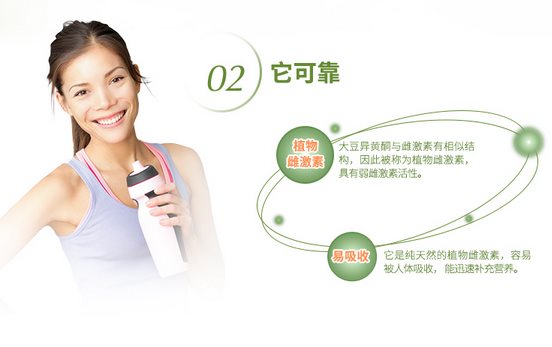 02 它可靠
植物
雌激素
大豆异黄酮与雌激素有相似结
构，因此被称为植物雌激素，
具有弱雌激素活性。
易吸收
它是纯天然的植物雌激素，容易
被人体吸收，能迅速补充营养。